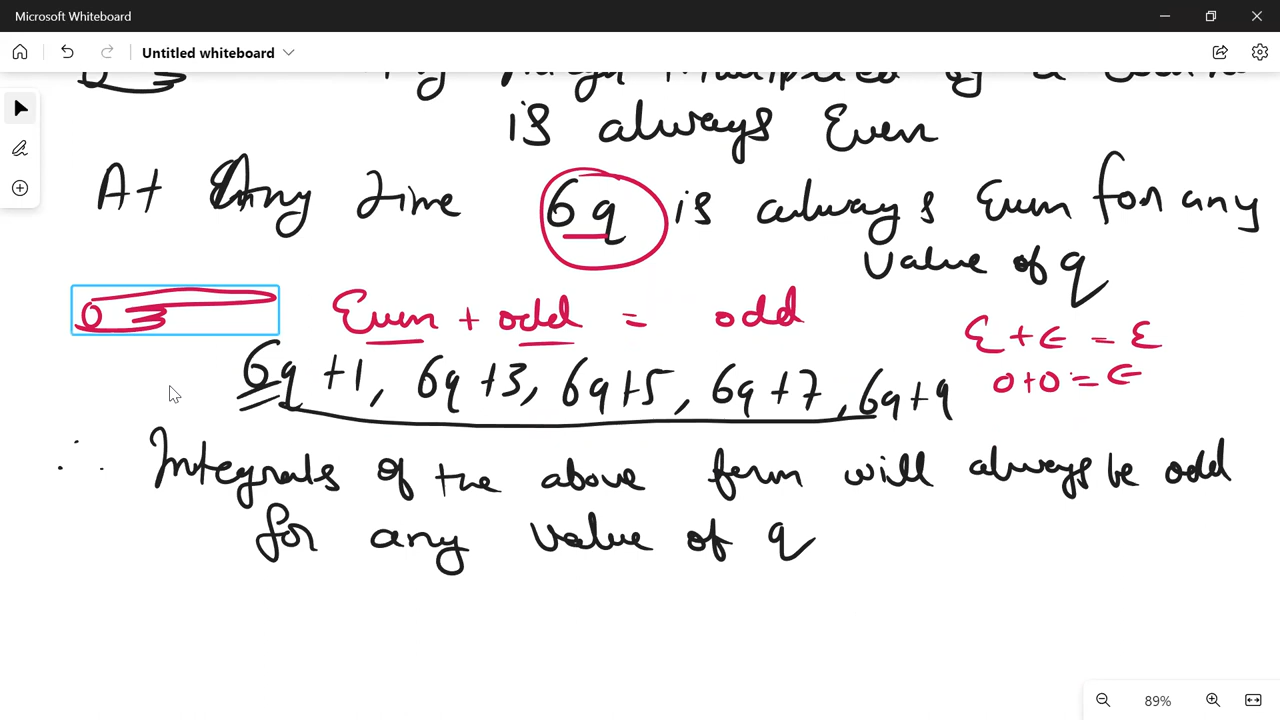 Microsoft Whiteboard
Untitled whiteboard
is always Even
At Any time 6q is always Even for any
value of q
Even + odd = odd
E + E = E
0+0 = E
6q +1, 6q +3, 6q+5, 6q+7, 6q+9
∴ Integrals of the above form will always be odd
for any value of q
89%